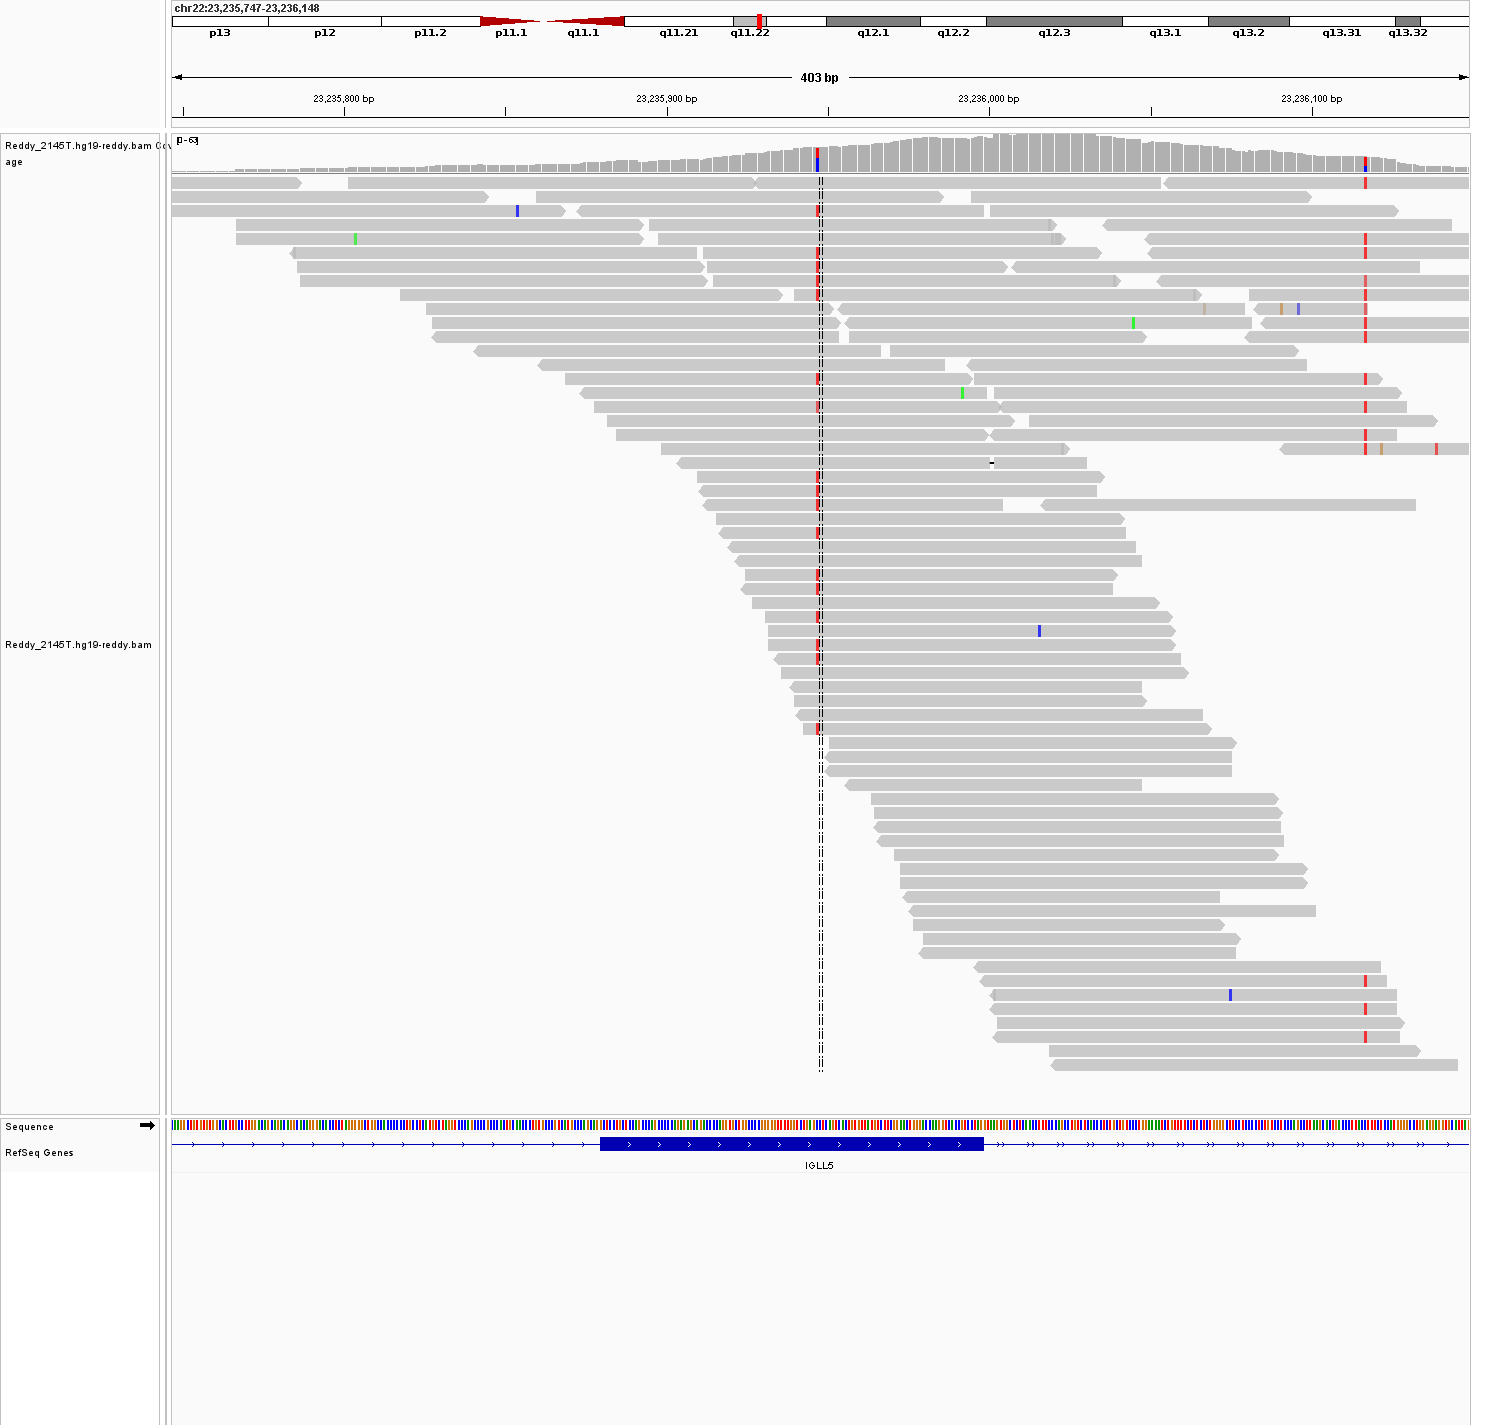 chr22:23,235,747-23,236,148
p13 p12 p11.2 p11.1 q11.1 q11.21 q11.22 q12.1 q12.2 q12.3 q13.1 q13.2 q13.31 q13.32
403 bp
23,235,800 bp 23,235,900 bp 23,236,000 bp 23,236,100 bp
[0-63]
Reddy_2145T.hg19-reddy.bam Cov
age
Reddy_2145T.hg19-reddy.bam
Sequence
RefSeq Genes
IGLL5